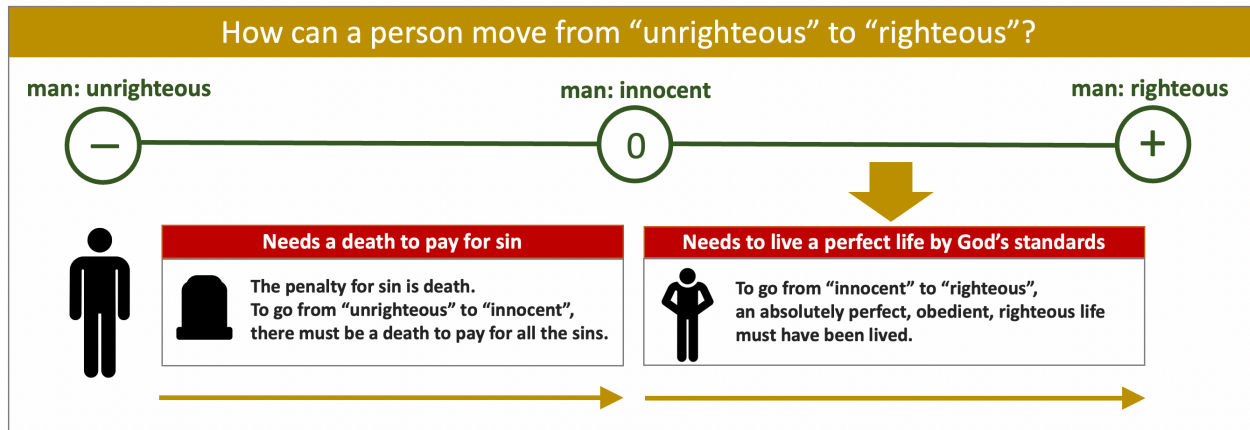 How can a person move from “unrighteous” to “righteous”?
man: unrighteous
man: innocent
man: righteous
–
0
+
Needs a death to pay for sin
The penalty for sin is death.
To go from “unrighteous” to “innocent”,
there must be a death to pay for all the sins.
Needs to live a perfect life by God’s standards
To go from “innocent” to “righteous”,
an absolutely perfect, obedient, righteous life
must have been lived.